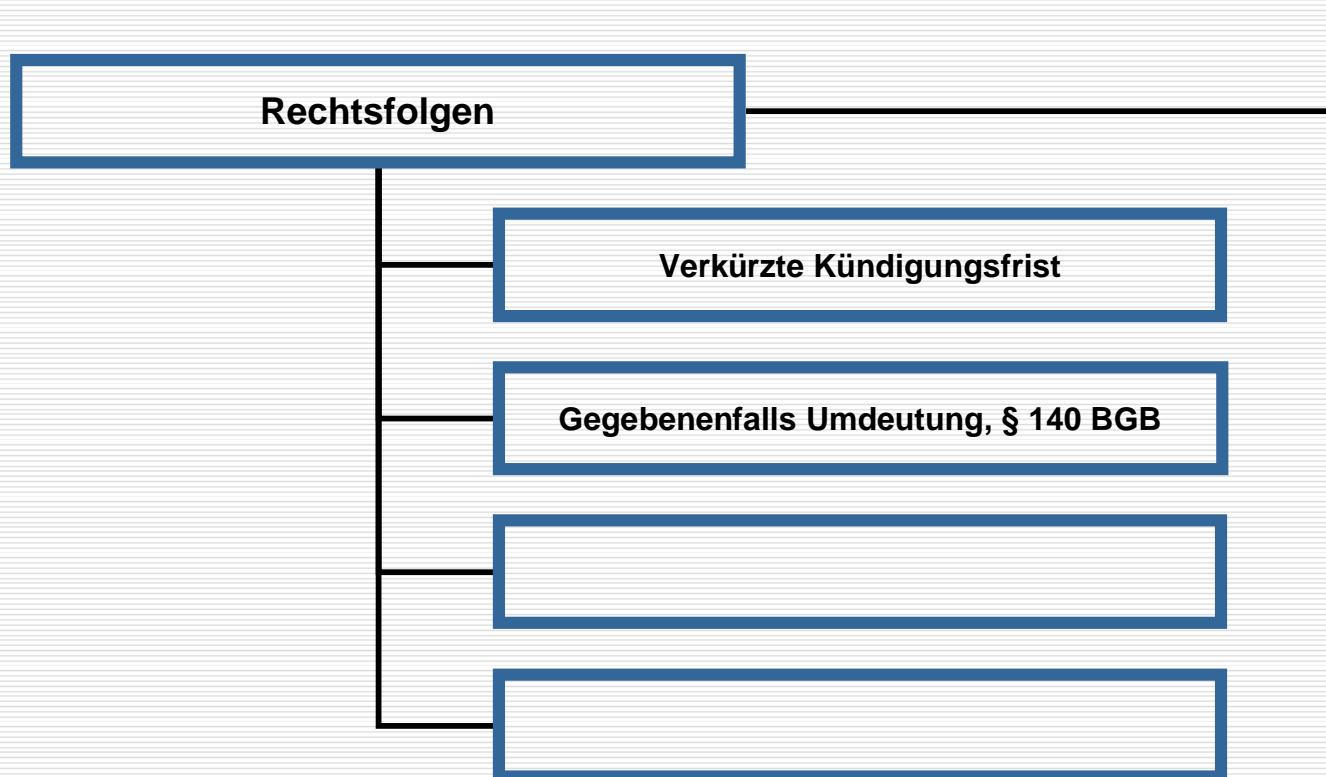 Rechtsfolgen
Verkürzte Kündigungsfrist
Gegebenenfalls Umdeutung, § 140 BGB